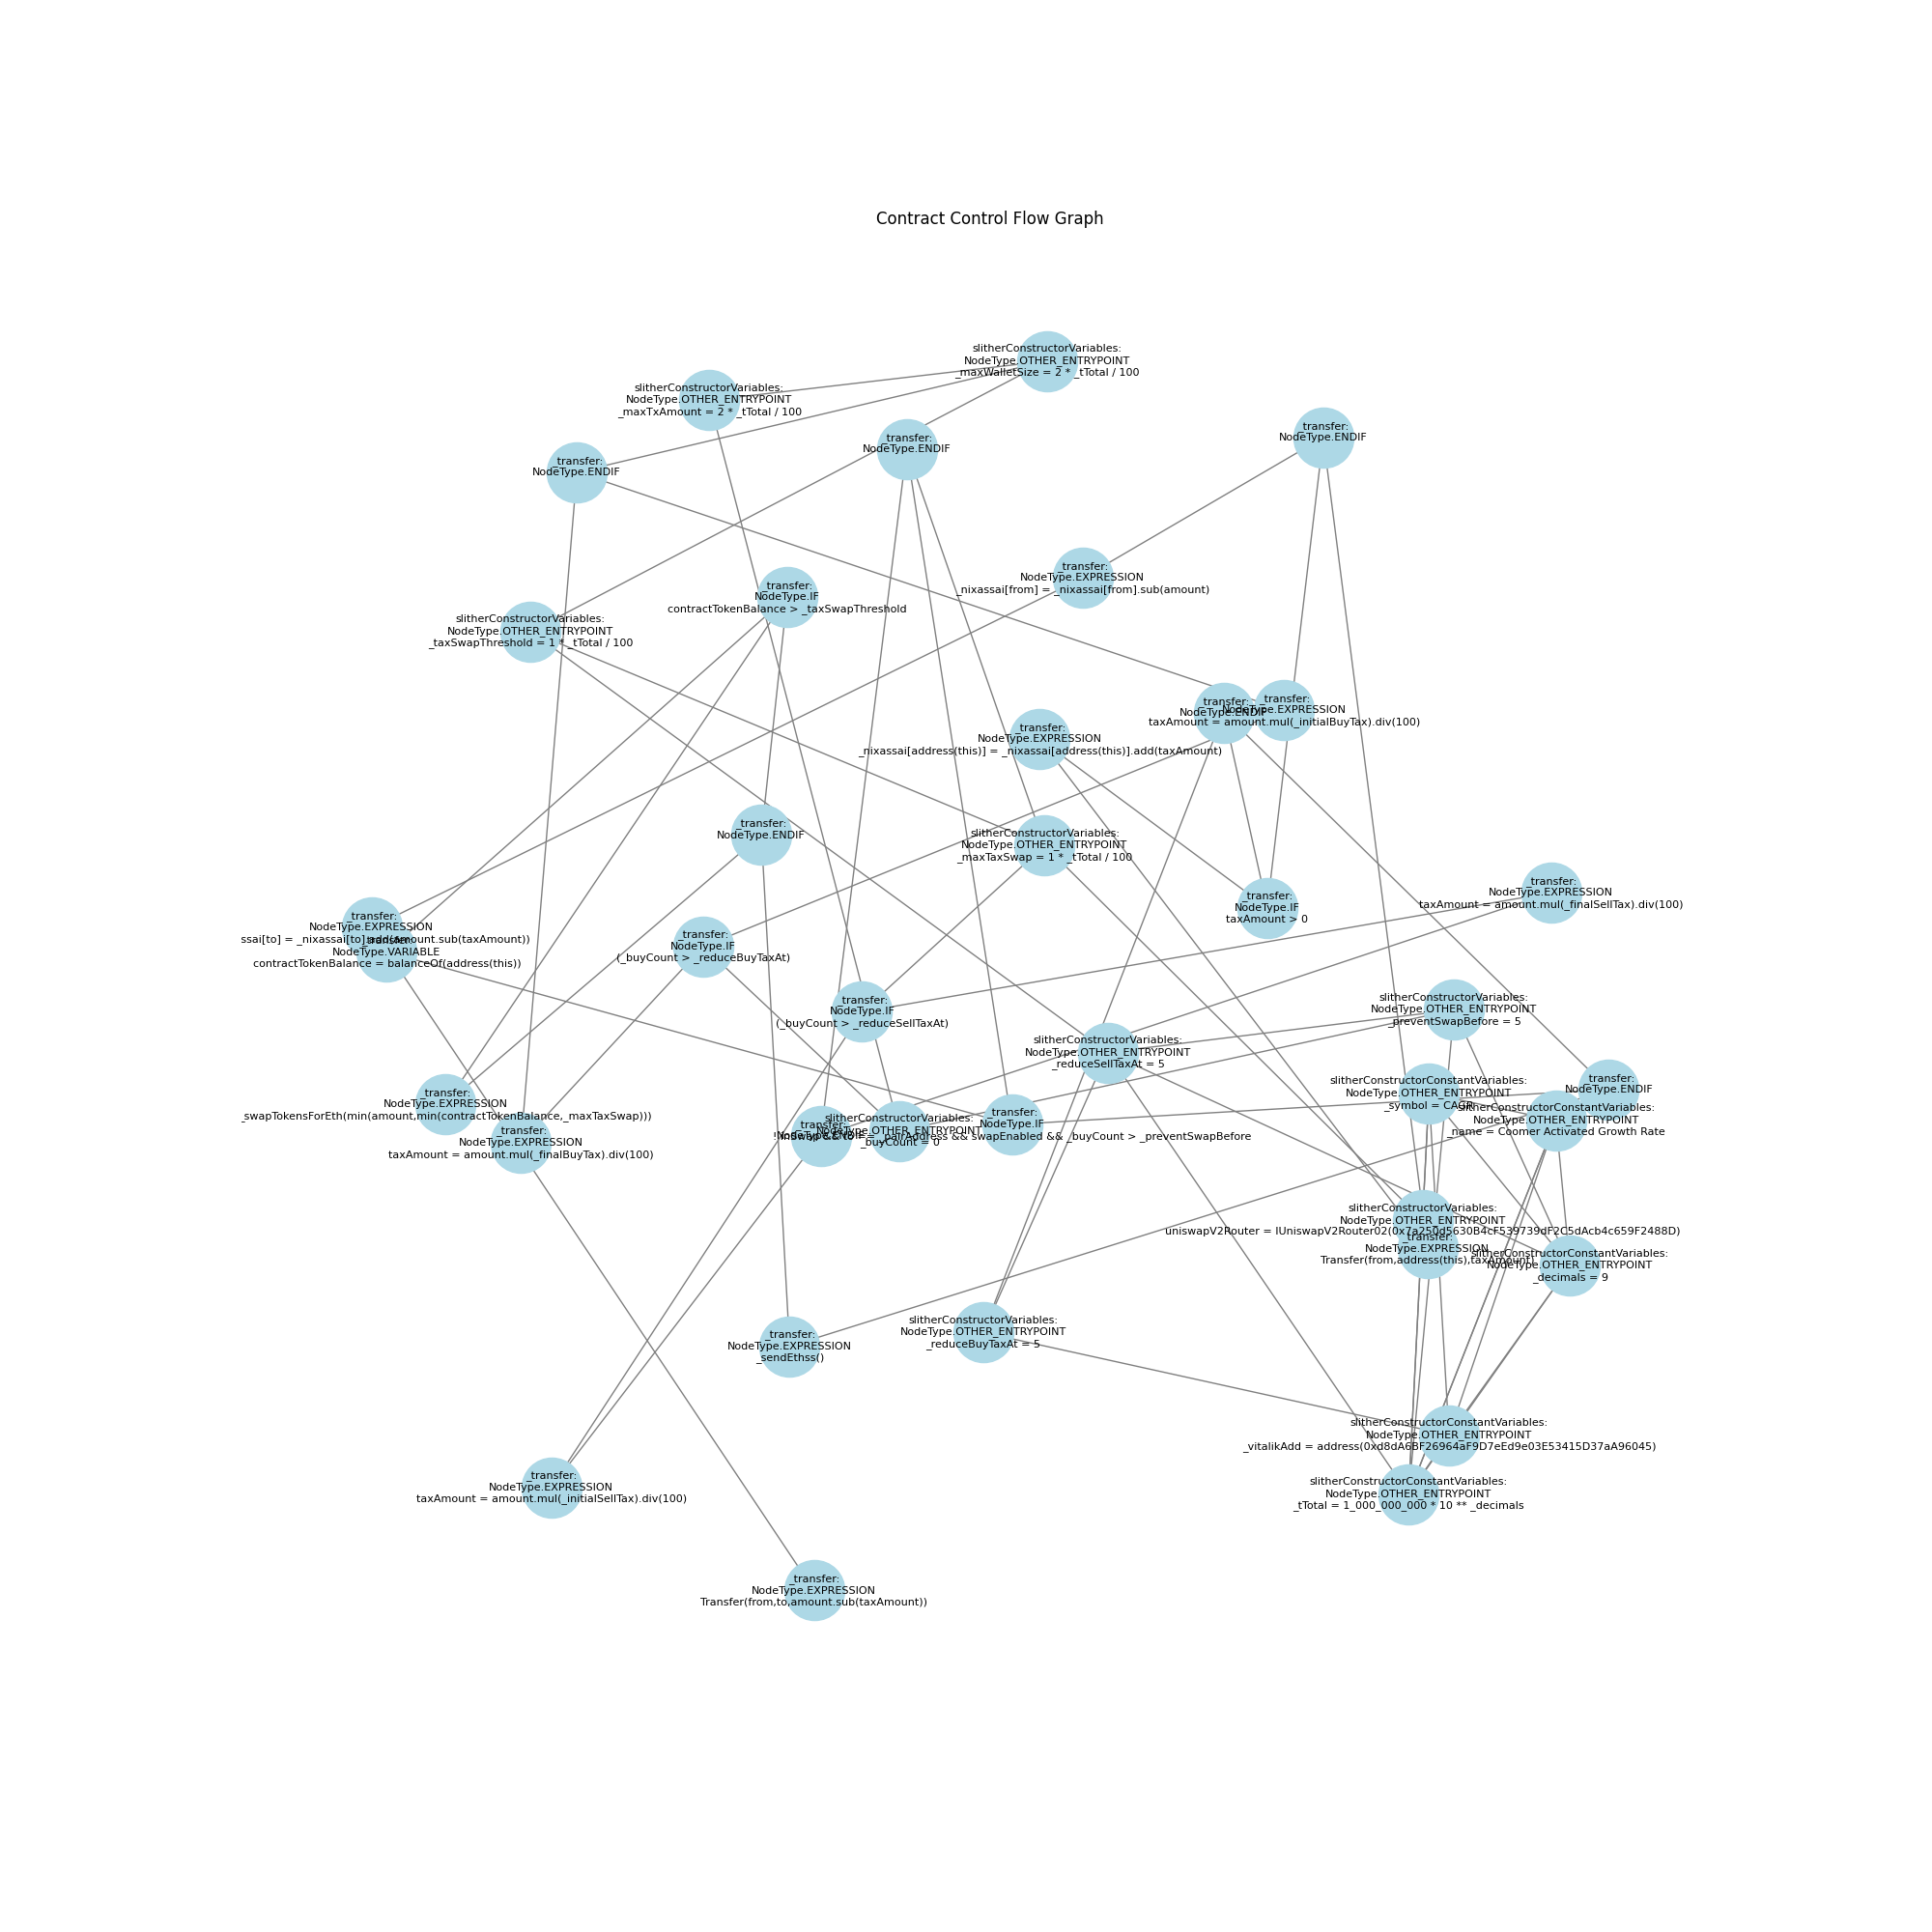 Contract Control Flow Graph
slitherConstructorVariables:
NodeType.OTHER_ENTRYPOINT
_maxWalletSize = 2 * _tTotal / 100
slitherConstructorVariables:
NodeType.OTHER_ENTRYPOINT
_maxTxAmount = 2 * _tTotal / 100
_transfer:
NodeType.ENDIF
_transfer:
NodeType.ENDIF
_transfer:
NodeType.ENDIF
_transfer:
NodeType.EXPRESSION
_nixassai[from] = _nixassai[from].sub(amount)
_transfer:
NodeType.IF
contractTokenBalance > _taxSwapThreshold
slitherConstructorVariables:
NodeType.OTHER_ENTRYPOINT
_taxSwapThreshold = 1 * _tTotal / 100
_transfer:
NodeType.ENDIF
_transfer:
NodeType.EXPRESSION
taxAmount = amount.mul(_initialBuyTax).div(100)
_transfer:
NodeType.EXPRESSION
_nixassai[address(this)] = _nixassai[address(this)].add(taxAmount)
_transfer:
NodeType.ENDIF
slitherConstructorVariables:
NodeType.OTHER_ENTRYPOINT
_maxTaxSwap = 1 * _tTotal / 100
_transfer:
NodeType.EXPRESSION
taxAmount = amount.mul(_finalSellTax).div(100)
_transfer:
NodeType.IF
taxAmount > 0
_transfer:
NodeType.EXPRESSION
ssai[to] = _nixassai[to].add(amount.sub(taxAmount))
_transfer:
NodeType.VARIABLE
contractTokenBalance = balanceOf(address(this))
_transfer:
NodeType.IF
(_buyCount > _reduceBuyTaxAt)
_transfer:
NodeType.IF
(_buyCount > _reduceSellTaxAt)
slitherConstructorVariables:
NodeType.OTHER_ENTRYPOINT
_preventSwapBefore = 5
slitherConstructorVariables:
NodeType.OTHER_ENTRYPOINT
_reduceSellTaxAt = 5
slitherConstructorConstantVariables:
NodeType.OTHER_ENTRYPOINT
_symbol = CAGR
_transfer:
NodeType.ENDIF
slitherConstructorConstantVariables:
NodeType.OTHER_ENTRYPOINT
_name = Coomer Activated Growth Rate
_transfer:
NodeType.EXPRESSION
_swapTokensForEth(min(amount,min(contractTokenBalance,_maxTaxSwap)))
_transfer:
NodeType.EXPRESSION
taxAmount = amount.mul(_finalBuyTax).div(100)
_transfer:
NodeType.ENDIF
slitherConstructorVariables:
NodeType.OTHER_ENTRYPOINT
_buyCount = 0
_transfer:
NodeType.IF
!inSwap && to == _pairAddress && swapEnabled && _buyCount > _preventSwapBefore
slitherConstructorVariables:
NodeType.OTHER_ENTRYPOINT
uniswapV2Router = IUniswapV2Router02(0x7a250d5630B4cF539739dF2C5dAcb4c659F2488D)
_transfer:
NodeType.EXPRESSION
Transfer(from,address(this),taxAmount)
slitherConstructorConstantVariables:
NodeType.OTHER_ENTRYPOINT
_decimals = 9
_transfer:
NodeType.EXPRESSION
_sendEthss()
slitherConstructorVariables:
NodeType.OTHER_ENTRYPOINT
_reduceBuyTaxAt = 5
slitherConstructorConstantVariables:
NodeType.OTHER_ENTRYPOINT
_vitalikAdd = address(0xd8dA6BF26964aF9D7eEd9e03E53415D37aA96045)
slitherConstructorConstantVariables:
NodeType.OTHER_ENTRYPOINT
_tTotal = 1_000_000_000 * 10 ** _decimals
_transfer:
NodeType.EXPRESSION
taxAmount = amount.mul(_initialSellTax).div(100)
_transfer:
NodeType.EXPRESSION
Transfer(from,to,amount.sub(taxAmount))